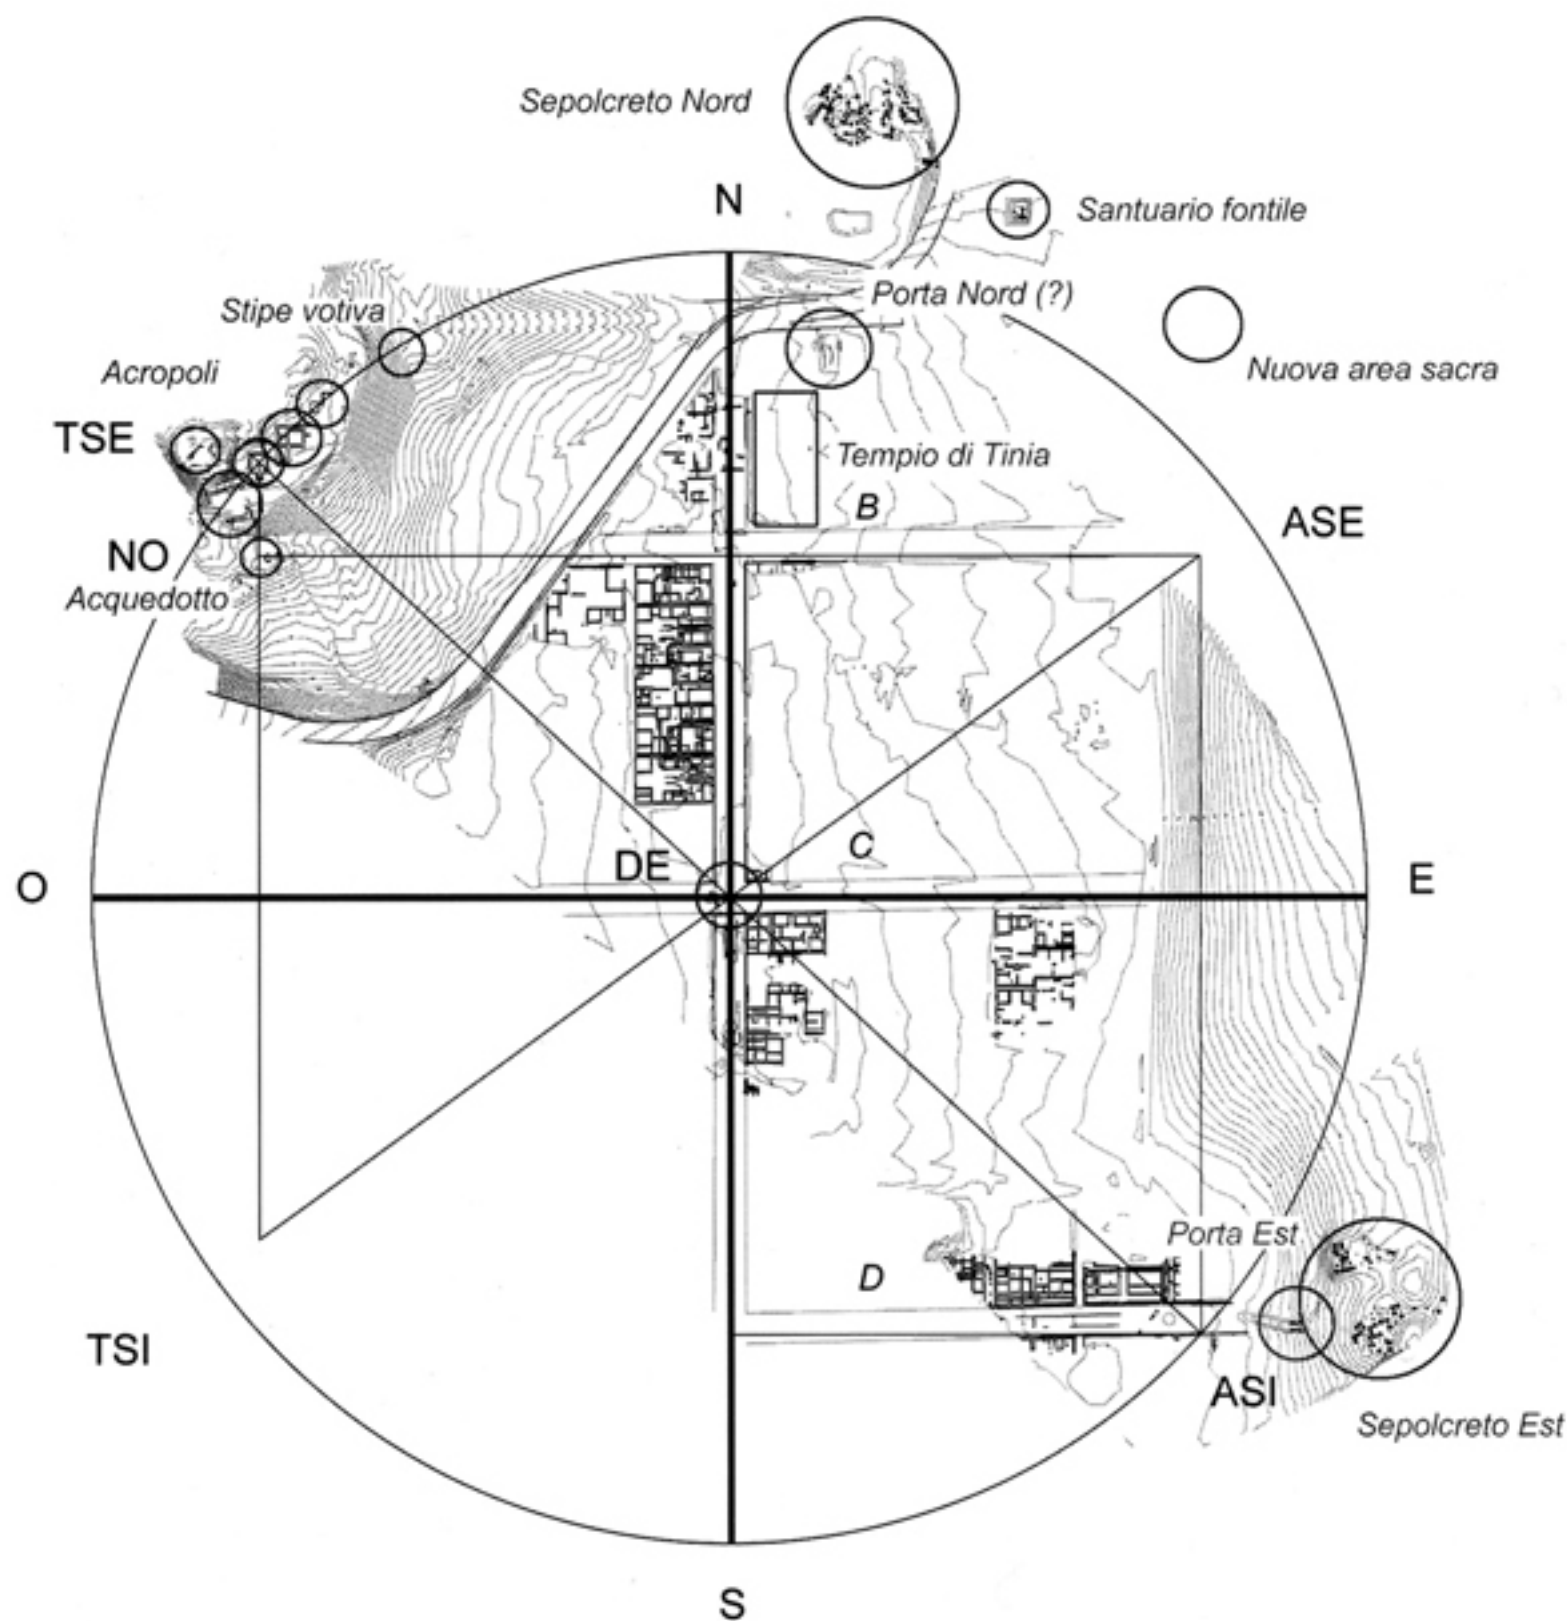 Sepolcreto Nord
N
Santuario fontile
Porta Nord (?)
Stipe votiva
Nuova area sacra
Acropoli
TSE
Tempio di Tinia
B
ASE
NO
Acquedotto
C
DE
O
E
Porta Est
D
TSI
ASI
Sepolcreto Est
S